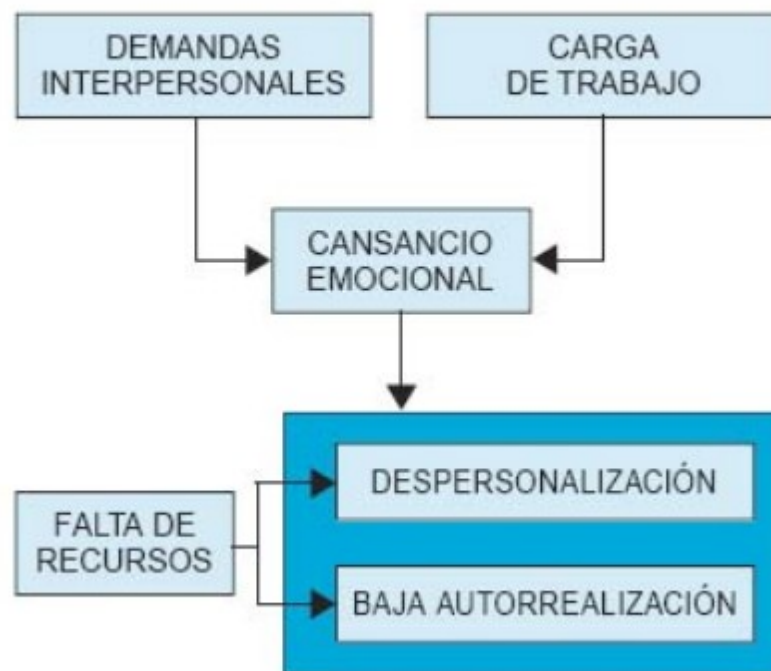 DEMANDAS
INTERPERSONALES
CARGA
DE TRABAJO
CANSANCIO
EMOCIONAL
DESPERSONALIZACIÓN
FALTA DE
RECURSOS
BAJA AUTORREALIZACIÓN